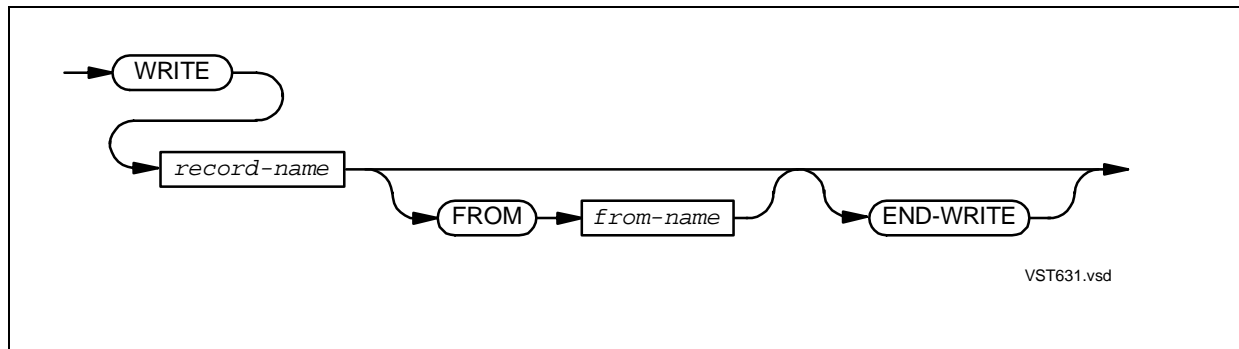 WRITE
record-name
FROM from-name END-WRITE
VST631.vsd